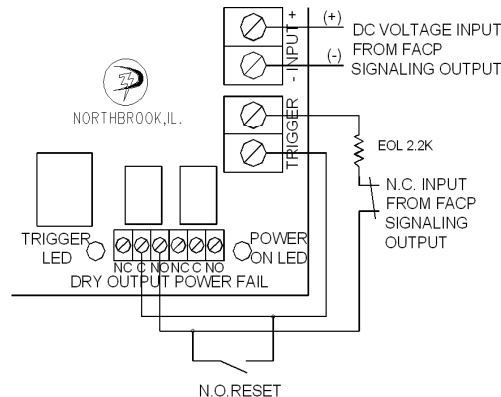 - INPUT +
(+)
(-)
DC VOLTAGE INPUT
FROM FACP
SIGNALING OUTPUT
NORTHBROOK,IL.
TRIGGER
EOL 2.2K
N.C. INPUT
FROM FACP
SIGNALING
OUTPUT
TRIGGER
LED
POWER
ON LED
NC C NO NC C NO
DRY OUTPUT POWER FAIL
N.O.RESET